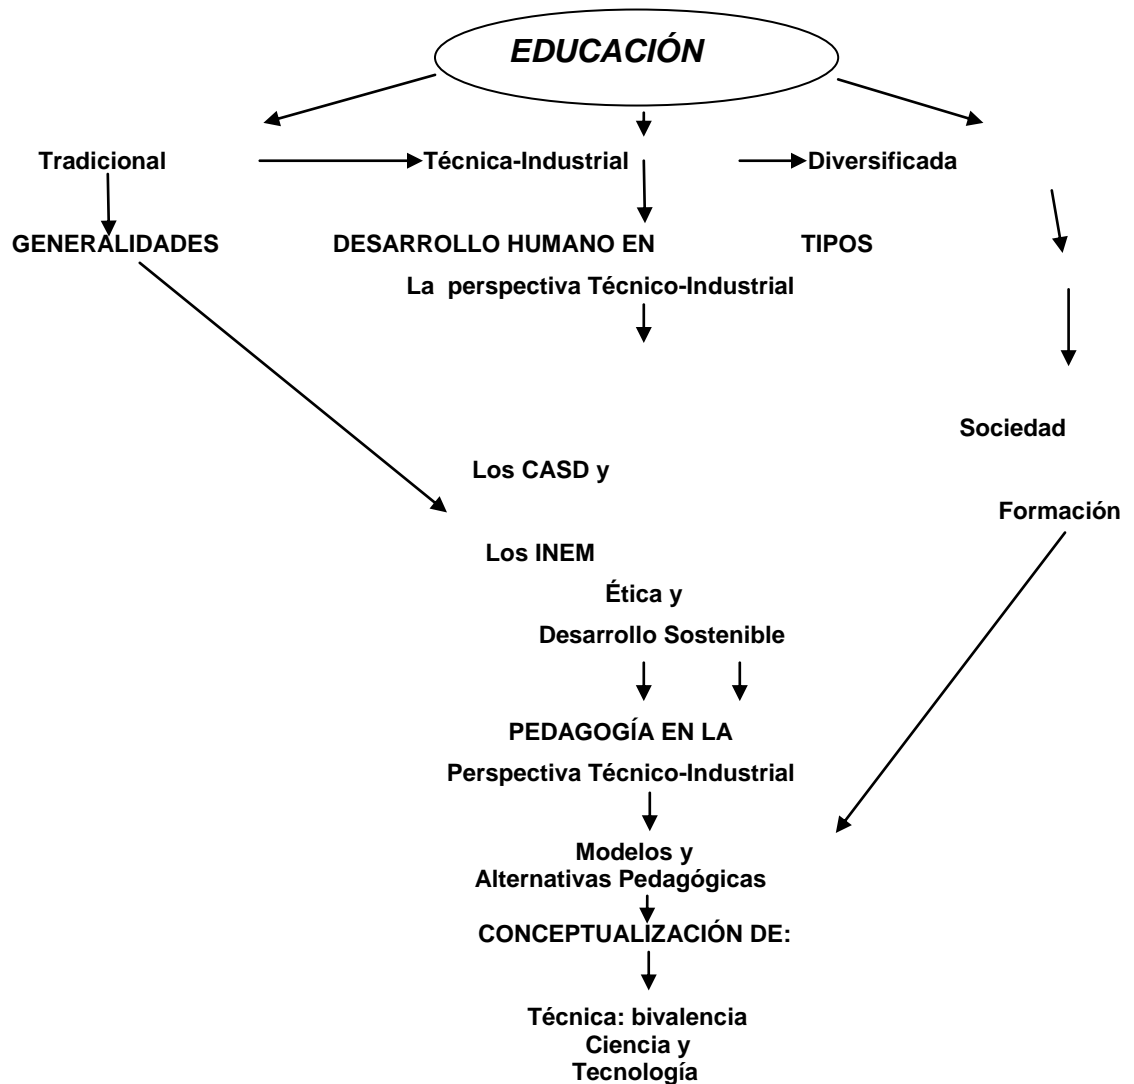 EDUCACIÓN
Tradicional Técnica-Industrial Diversificada
GENERALIDADES DESARROLLO HUMANO EN TIPOS
La perspectiva Técnico-Industrial
Sociedad
Los CASD y
Formación
Los INEM
Ética y
Desarrollo Sostenible
PEDAGOGÍA EN LA
Perspectiva Técnico-Industrial
Modelos y
Alternativas Pedagógicas
CONCEPTUALIZACIÓN DE:
Técnica: bivalencia
Ciencia y
Tecnología